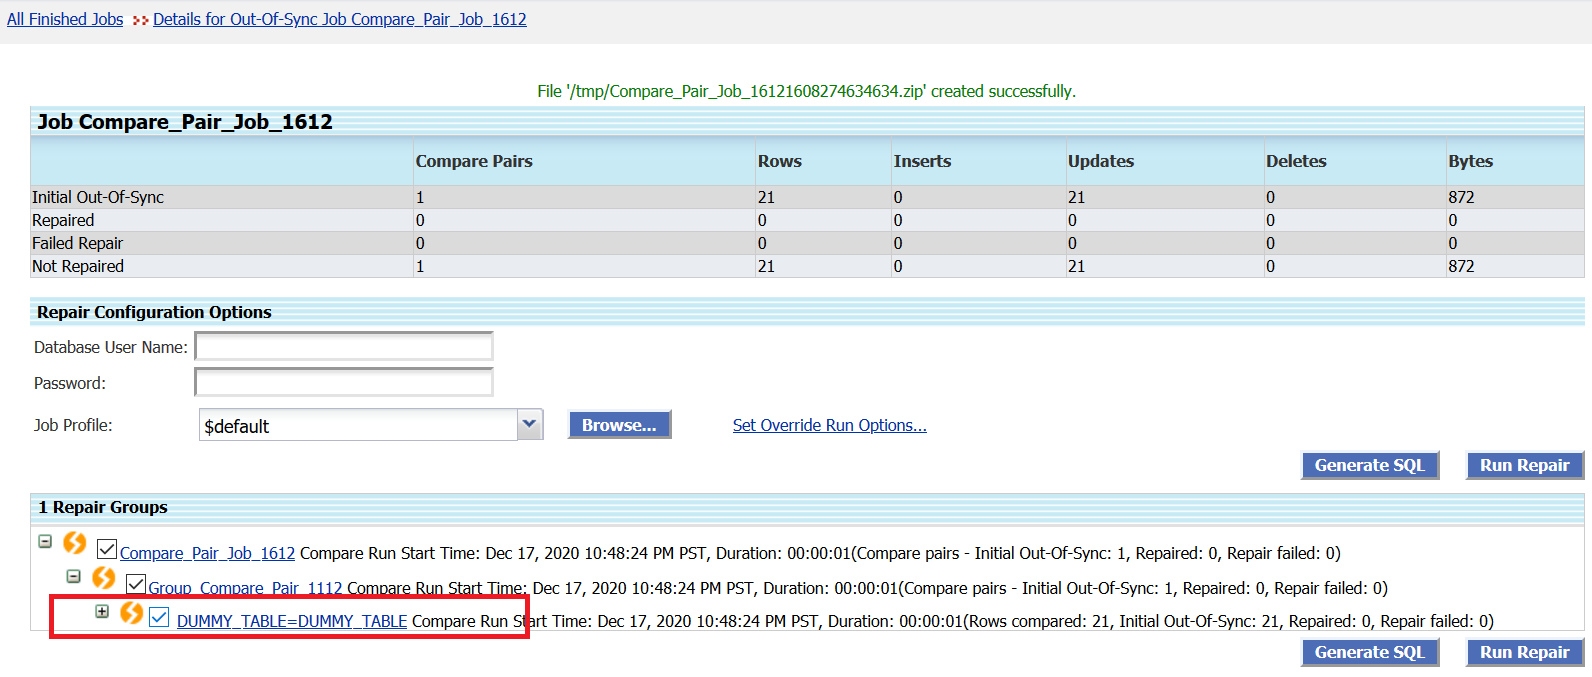 All Finished Jobs >> Details for Out-Of-Sync Job Compare_Pair_Job_1612
File '/tmp/Compare_Pair_Job_16121608274634634.zip' created successfully.
Job Compare_Pair_Job_1612
Compare Pairs Rows Inserts Updates Deletes Bytes
Initial Out-Of-Sync 1 21 0 21 0 872
Repaired 0 0 0 0 0 0
Failed Repair 0 0 0 0 0 0
Not Repaired 1 21 0 21 0 872
Repair Configuration Options
Database User Name:
Password:
Job Profile: $default Browse... Set Override Run Options...
Generate SQL Run Repair
1 Repair Groups
Compare_Pair_Job_1612 Compare Run Start Time: Dec 17, 2020 10:48:24 PM PST, Duration: 00:00:01(Compare pairs - Initial Out-Of-Sync: 1, Repaired: 0, Repair failed: 0)
Group_Compare_Pair_1112 Compare Run Start Time: Dec 17, 2020 10:48:24 PM PST, Duration: 00:00:01(Compare pairs - Initial Out-Of-Sync: 1, Repaired: 0, Repair failed: 0)
DUMMY_TABLE=DUMMY_TABLE Compare Run Start Time: Dec 17, 2020 10:48:24 PM PST, Duration: 00:00:01(Rows compared: 21, Initial Out-Of-Sync: 21, Repaired: 0, Repair failed: 0)
Generate SQL Run Repair